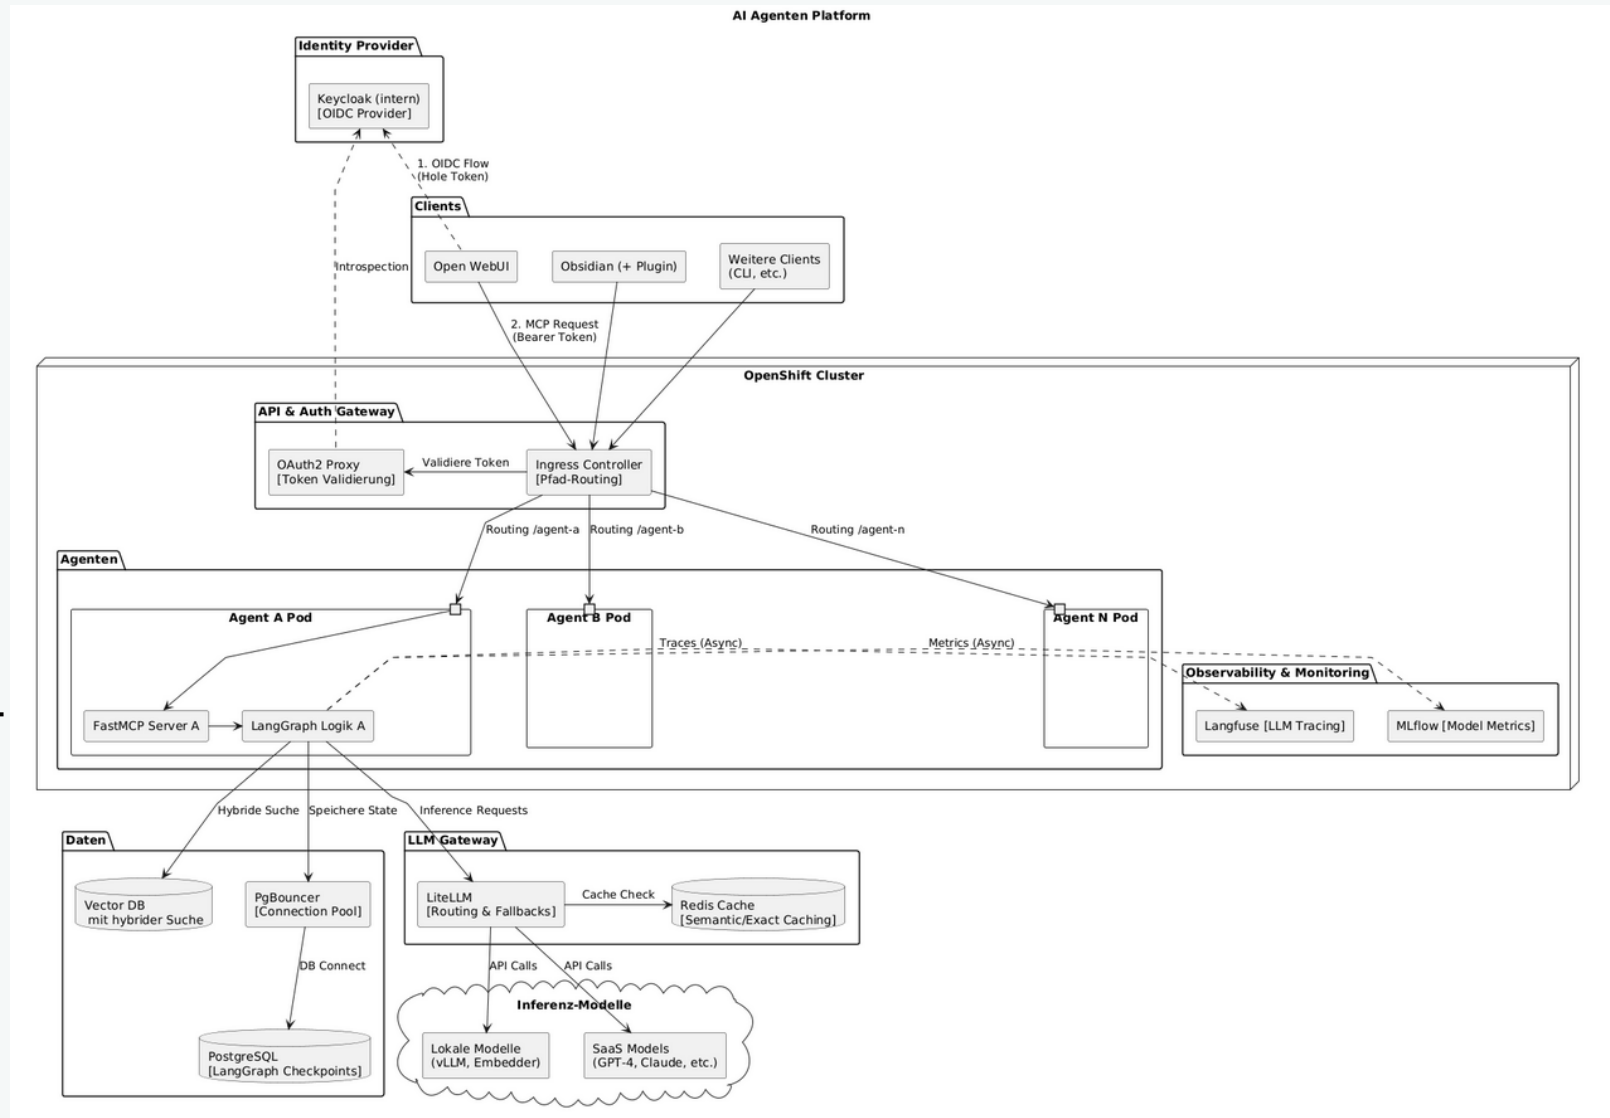 AI Agenten Platform
Identity Provider
Keycloak (intern)
[OIDC Provider]
1. OIDC Flow
(Hole Token)
Clients
Open WebUI
Obsidian (+ Plugin)
Weitere Clients
(CLI, etc.)
Introspection
2. MCP Request
(Bearer Token)
OpenShift Cluster
API & Auth Gateway
OAuth2 Proxy
[Token Validierung]
Validiere Token
Ingress Controller
[Pfad-Routing]
Routing /agent-a
Routing /agent-b
Routing /agent-n
Agenten
Agent A Pod
Agent B Pod
Agent N Pod
Traces (Async)
Metrics (Async)
Observability & Monitoring
FastMCP Server A
LangGraph Logik A
Langfuse [LLM Tracing]
MLflow [Model Metrics]
Hybride Suche
Speichere State
Inference Requests
Daten
LLM Gateway
Vector DB
mit hybrider Suche
PgBouncer
[Connection Pool]
LiteLLM
[Routing & Fallbacks]
Cache Check
Redis Cache
[Semantic/Exact Caching]
DB Connect
API Calls
API Calls
Inferenz-Modelle
PostgreSQL
[LangGraph Checkpoints]
Lokale Modelle
(vLLM, Embedder)
SaaS Models
(GPT-4, Claude, etc.)